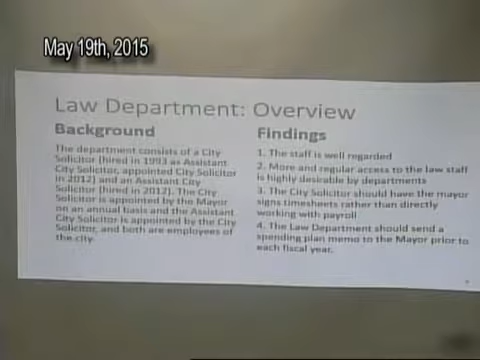 May 19th, 2015
Law Department: Overview
Background
The department consists of a City
Solicitor (hired in 1993 as Assistant
City Solicitor, appointed City Solicitor
in 2012) and an Assistant City
Solicitor (hired in 2012). The City
Solicitor is appointed by the Mayor
on an annual basis and the Assistant
City Solicitor is appointed by the City
Solicitor, and both are employees of
the city.
Findings
1. The staff is well regarded
2. More and regular access to the law staff
is highly desirable by departments
3. The City Solicitor should have the mayor
signs timesheets rather than directly
working with payroll
4. The Law Department should send a
spending plan memo to the Mayor prior to
each fiscal year.